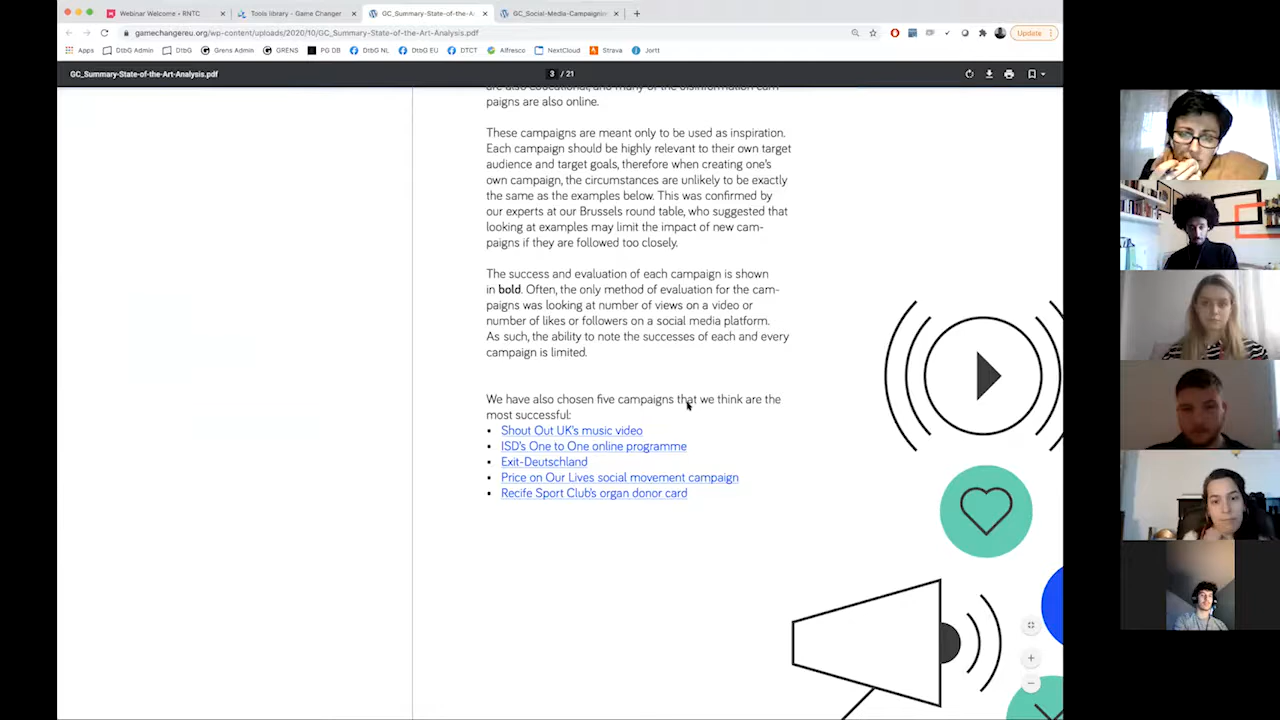 Webinar Welcome • RNTC
Tools library - Game Changer
GC_Summary-State-of-the-A
GC_Social-Media-Campaignin
gamechangereu.org/wp-content/uploads/2020/10/GC_Summary-State-of-the-Art-Analysis.pdf
Update
Apps
DtbG Admin
DtbG
Grens Admin
GRENS
PG DB
DtbG NL
DtbG EU
DTCT
Alfresco
NextCloud
Strava
Jortt
GC_Summary-State-of-the-Art-Analysis.pdf
3 / 21
are also educational, and many of the disinformation cam-
paigns are also online.
These campaigns are meant only to be used as inspiration.
Each campaign should be highly relevant to their own target
audience and target goals, therefore when creating one's
own campaign, the circumstances are unlikely to be exactly
the same as the examples below. This was confirmed by
our experts at our Brussels round table, who suggested that
looking at examples may limit the impact of new cam-
paigns if they are followed too closely.
The success and evaluation of each campaign is shown
in bold. Often, the only method of evaluation for the cam-
paigns was looking at number of views on a video or
number of likes or followers on a social media platform.
As such, the ability to note the successes of each and every
campaign is limited.
We have also chosen five campaigns that we think are the
most successful:
• Shout Out UK's music video
• ISD's One to One online programme
• Exit-Deutschland
• Price on Our Lives social movement campaign
• Recife Sport Club's organ donor card